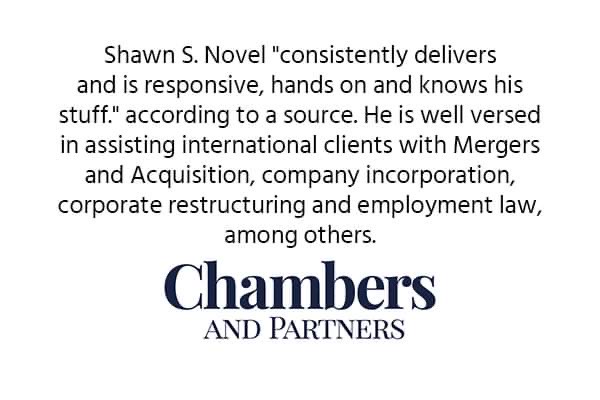 Shawn S. Novel "consistently delivers
and is responsive, hands on and knows his
stuff." according to a source. He is well versed
in assisting international clients with Mergers
and Acquisition, company incorporation,
corporate restructuring and employment law,
among others.
Chambers
AND PARTNERS